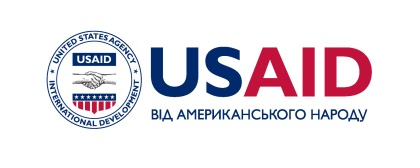 UNITED STATES AGENCY
USAID
INTERNATIONAL DEVELOPMENT
USAID
ВІД АМЕРИКАНСЬКОГО НАРОДУ